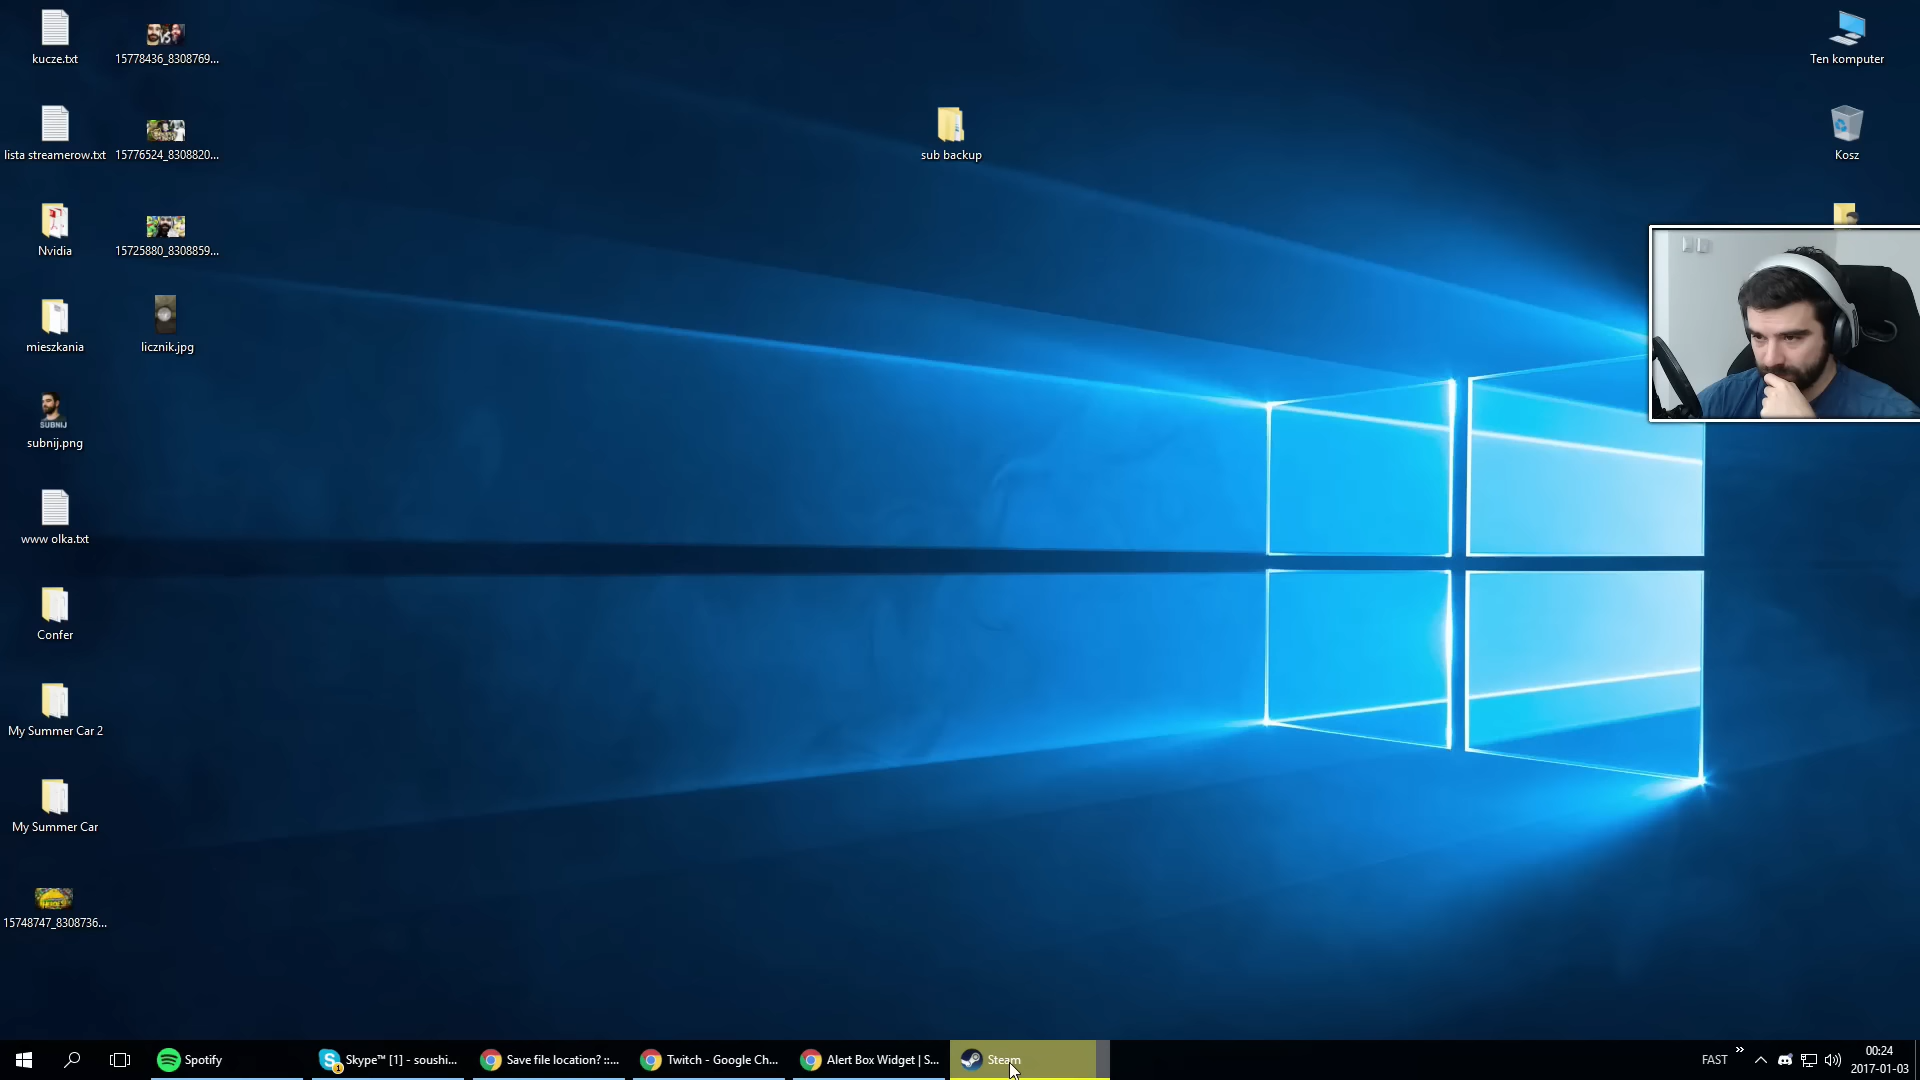 kucze.txt
15778436_8308769...
Ten komputer
lista streamerow.txt
15776524_8308820...
sub backup
Kosz
Nvidia
15725880_8308859...
mieszkania
licznik.jpg
SUBNIJ
subnij.png
www olka.txt
Confer
My Summer Car 2
My Summer Car
15748747_8308736...
Spotify
Skype™ [1] - soushi...
Save file location? ::...
Twitch - Google Ch...
Alert Box Widget | S...
Steam
FAST
00:24
2017-01-03